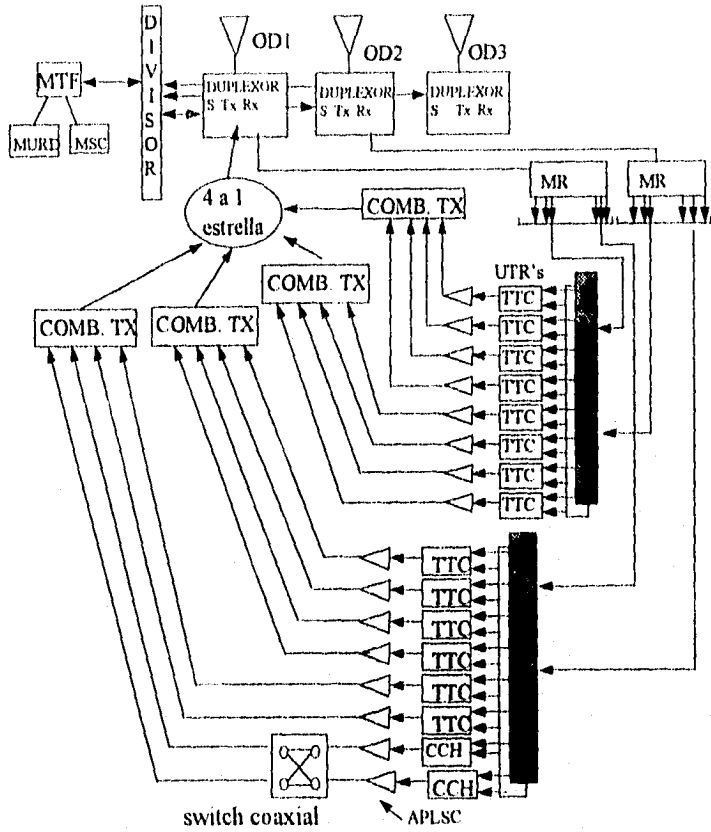 DIVISOR
OD1
OD2
OD3
MTF
MURD
MSC
DUPLEXOR
S Tx Rx
DUPLEXOR
S Tx Rx
DUPLEXOR
S Tx Rx
MR
MR
4 a 1
estrella
COMB. TX
COMB. TX
COMB. TX
COMB. TX
UTR's
TTC
TTC
TTC
TTC
TTC
TTC
TTC
TTC
TTC
TTC
TTC
TTC
TTC
TTC
CCH
CCH
switch coaxial
APLSC